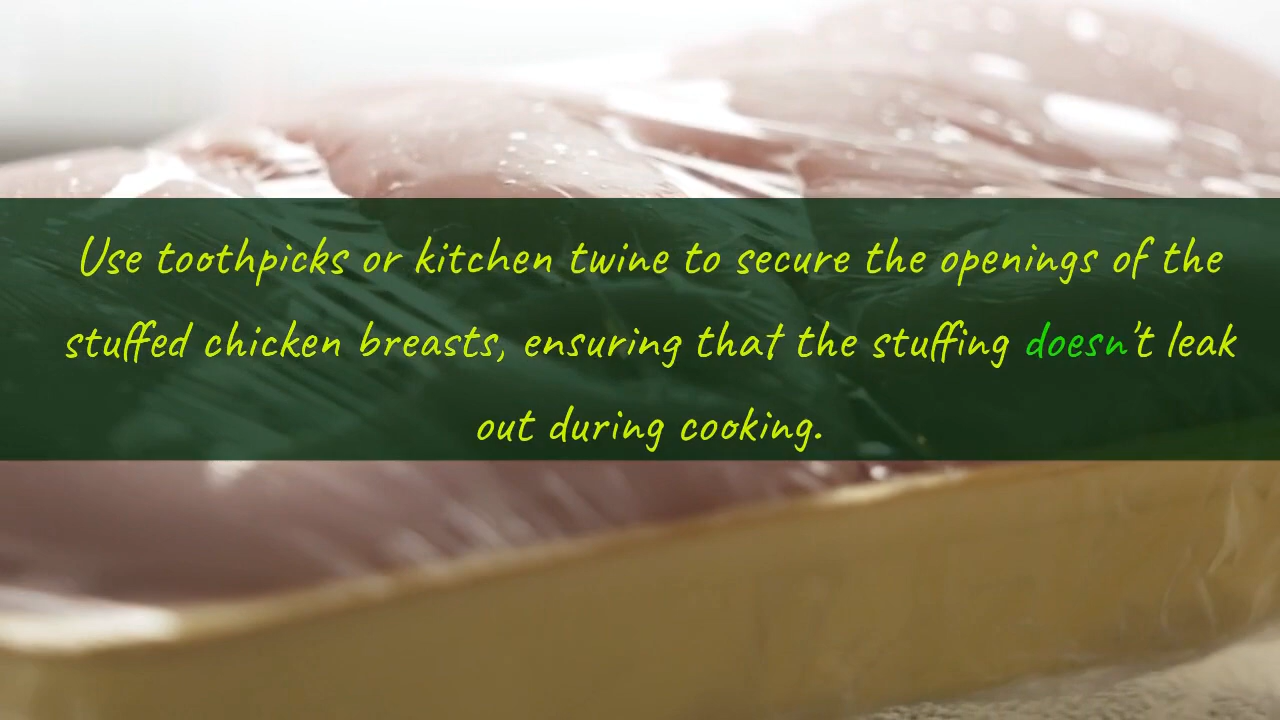 Use toothpicks or kitchen twine to secure the openings of the
stuffed chicken breasts, ensuring that the stuffing doesn't leak
out during cooking.